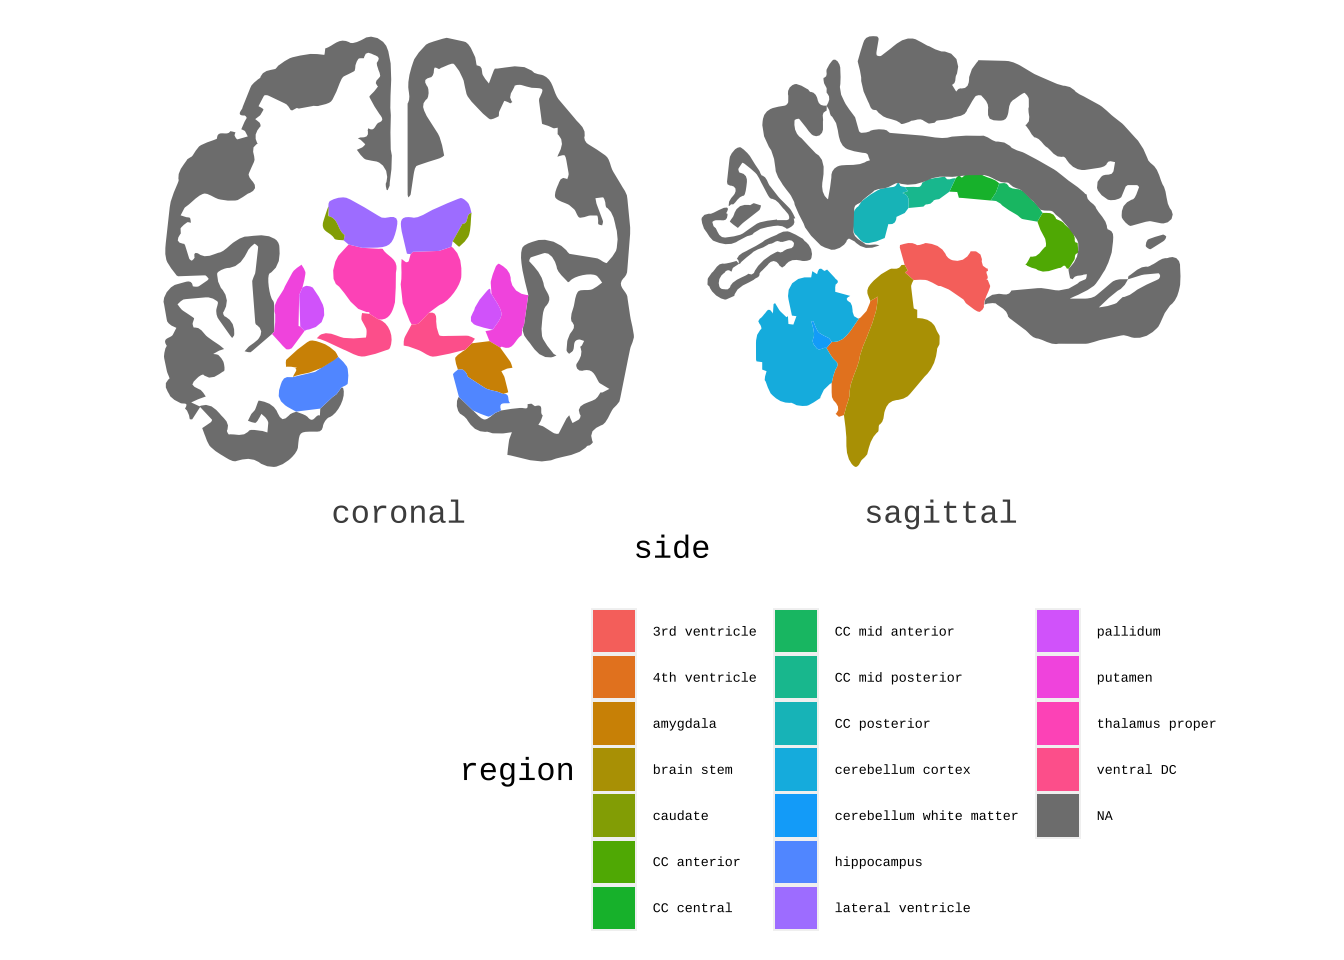 coronal
sagittal
side
region
3rd ventricle
4th ventricle
amygdala
brain stem
caudate
CC anterior
CC central
CC mid anterior
CC mid posterior
CC posterior
cerebellum cortex
cerebellum white matter
hippocampus
lateral ventricle
pallidum
putamen
thalamus proper
ventral DC
NA